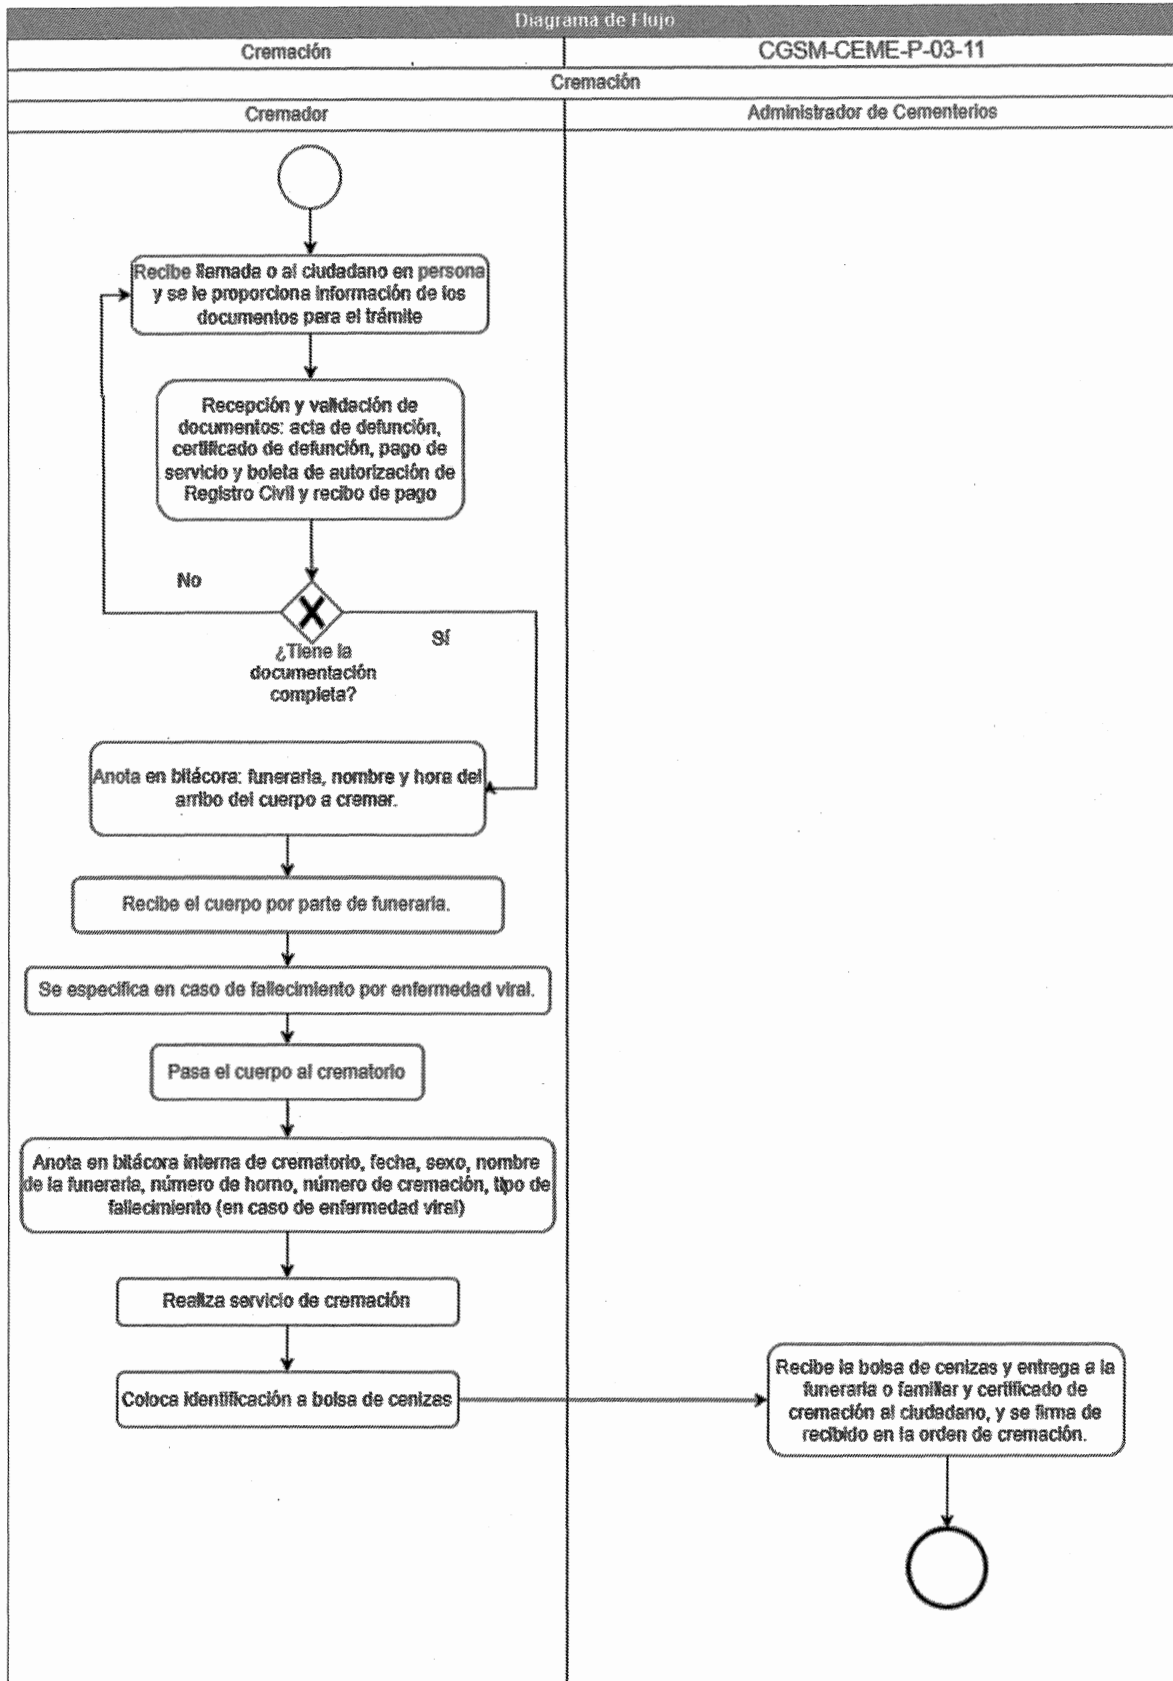 Diagrama de Flujo
Cremación
CGSM-CEME-P-03-11
Cremación
Cremador
Administrador de Cementerios
Recibe llamada o al ciudadano en persona
y se le proporciona información de los
documentos para el trámite
Recepción y validación de
documentos: acta de defunción,
certificado de defunción, pago de
servicio y boleta de autorización de
Registro Civil y recibo de pago
No
Sí
¿Tiene la
documentación
completa?
Anota en bitácora: funeraria, nombre y hora del
arribo del cuerpo a cremar.
Recibe el cuerpo por parte de funeraria.
Se especifica en caso de fallecimiento por enfermedad viral.
Pasa el cuerpo al crematorio
Anota en bitácora interna de crematorio, fecha, sexo, nombre
de la funeraria, número de horno, número de cremación, tipo de
fallecimiento (en caso de enfermedad viral)
Realiza servicio de cremación
Coloca identificación a bolsa de cenizas
Recibe la bolsa de cenizas y entrega a la
funeraria o familiar y certificado de
cremación al ciudadano, y se firma de
recibido en la orden de cremación.